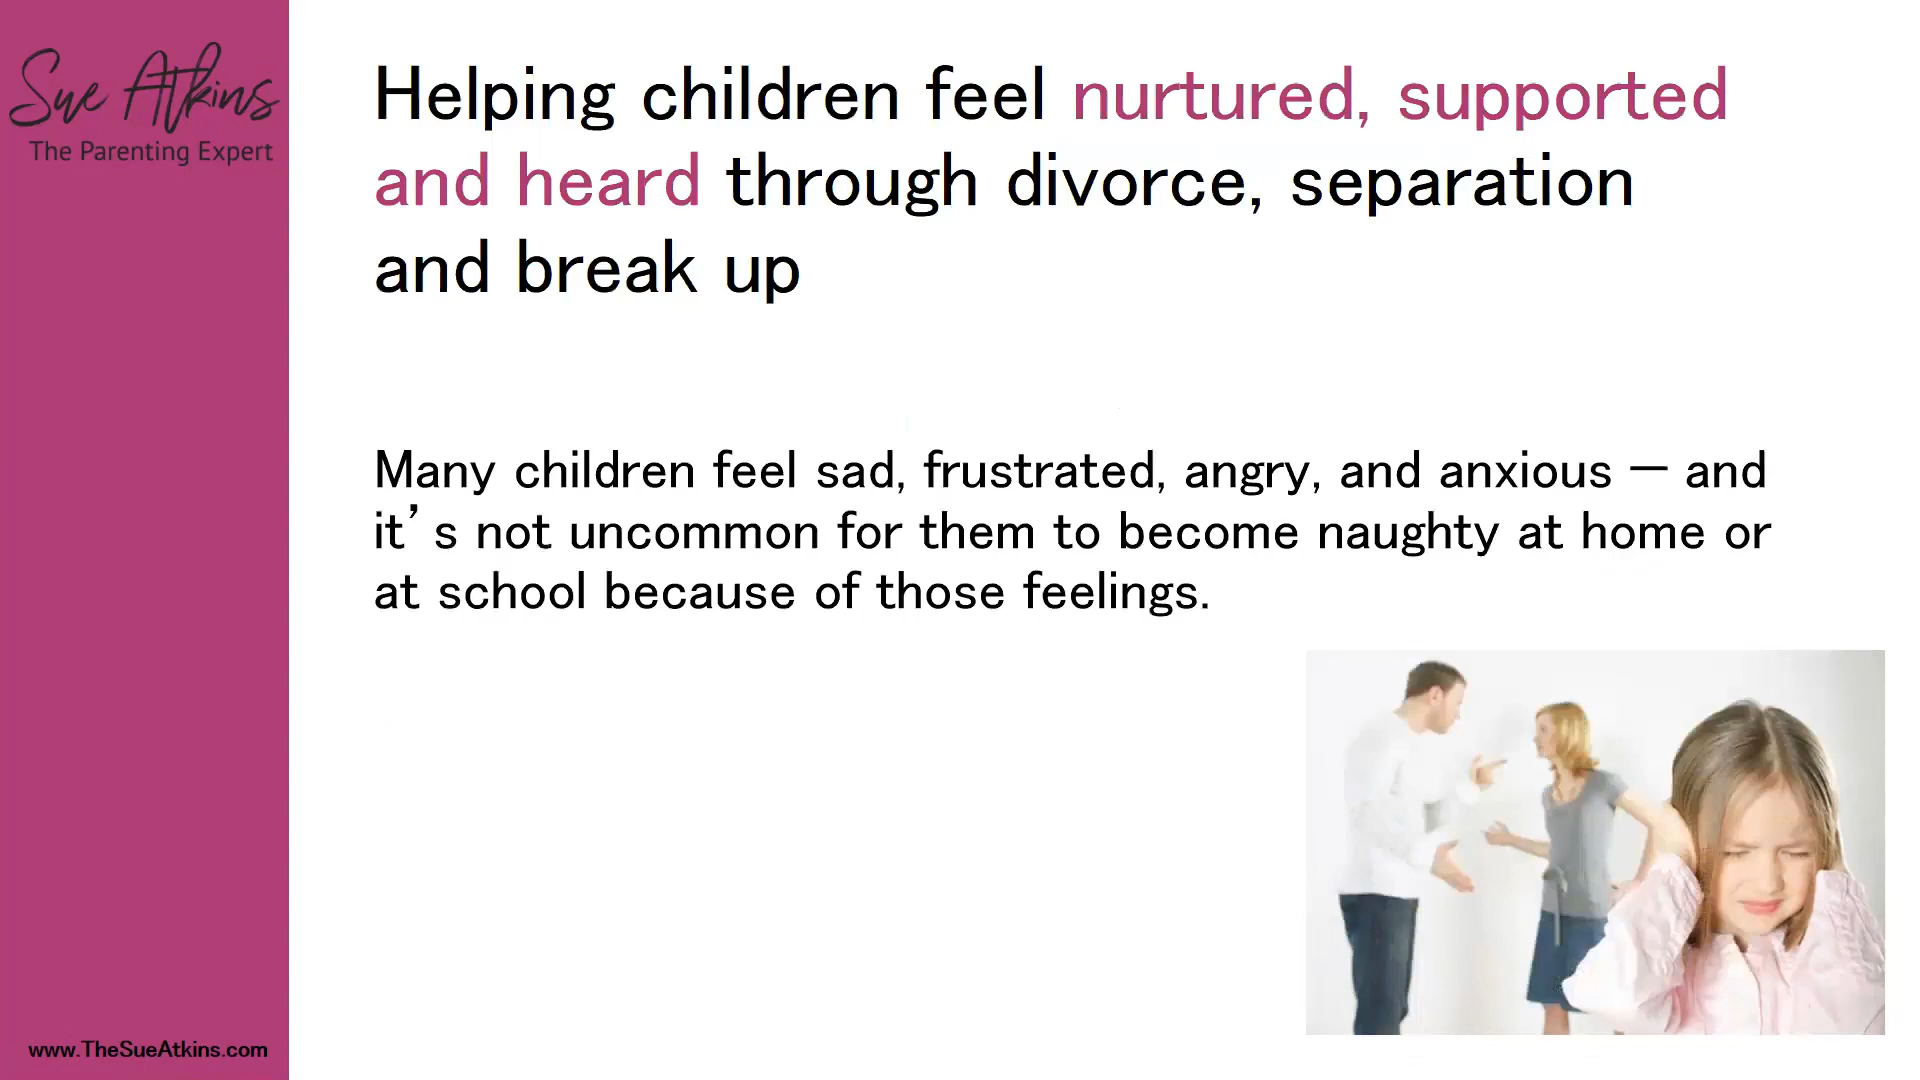 Sue Atkins
The Parenting Expert
Helping children feel nurtured, supported
and heard through divorce, separation
and break up
Many children feel sad, frustrated, angry, and anxious — and
it’s not uncommon for them to become naughty at home or
at school because of those feelings.
www.TheSueAtkins.com